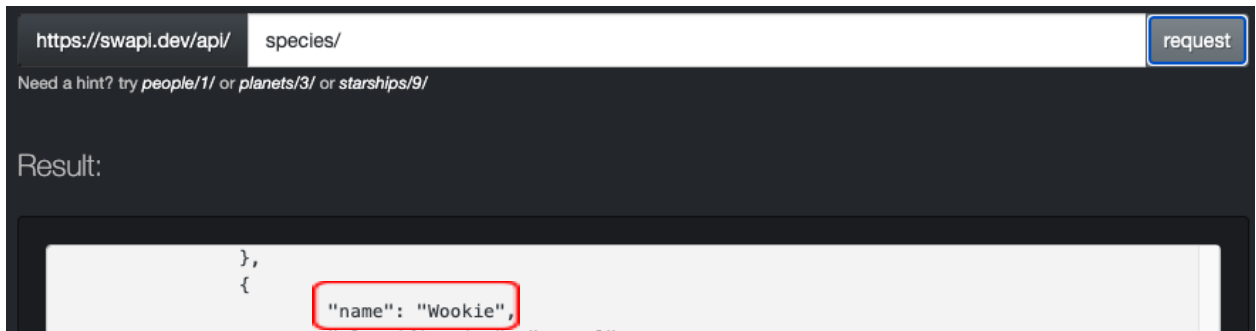 https://swapi.dev/api/ species/ request
Need a hint? try people/1/ or planets/3/ or starships/9/
Result:
},
{
"name": "Wookie",